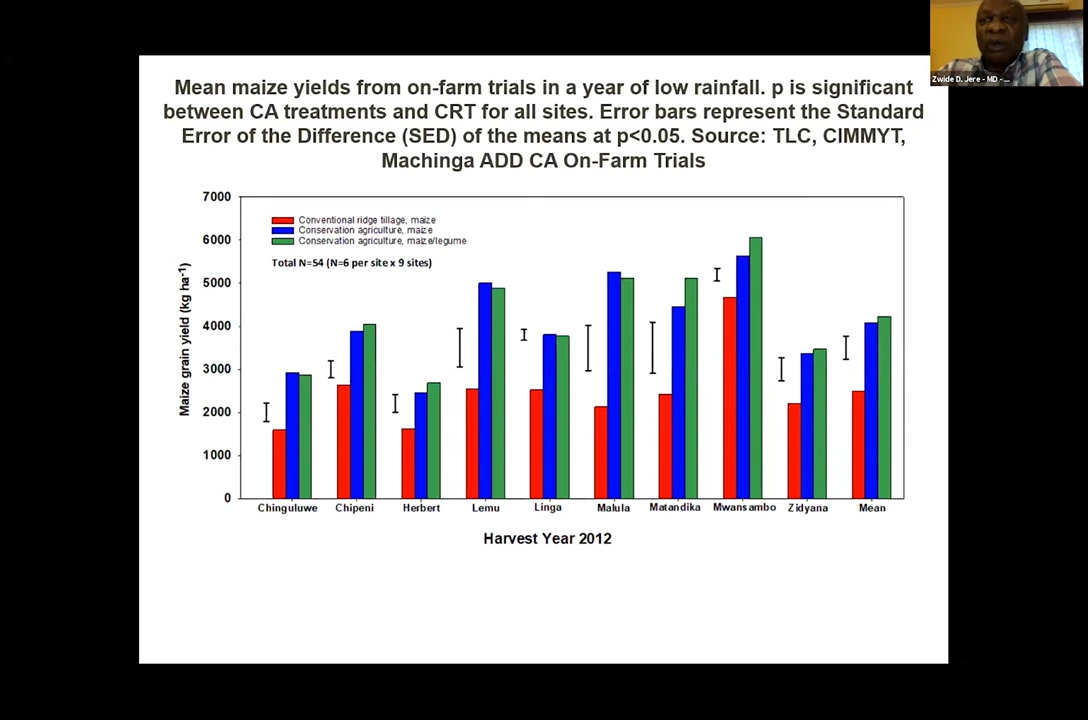 Zwide D. Jere - MD - ...
Mean maize yields from on-farm trials in a year of low rainfall. p is significant
between CA treatments and CRT for all sites. Error bars represent the Standard
Error of the Difference (SED) of the means at p<0.05. Source: TLC, CIMMYT,
Machinga ADD CA On-Farm Trials
7000
6000
5000
4000
3000
2000
1000
0
Maize grain yield (kg ha-1)
Conventional ridge tillage, maize
Conservation agriculture, maize
Conservation agriculture, maize/legume
Total N=54 (N=6 per site x 9 sites)
Chinguluwe Chipeni Herbert Lemu Linga Malula Matandika Mwansambo Zidyana Mean
Harvest Year 2012